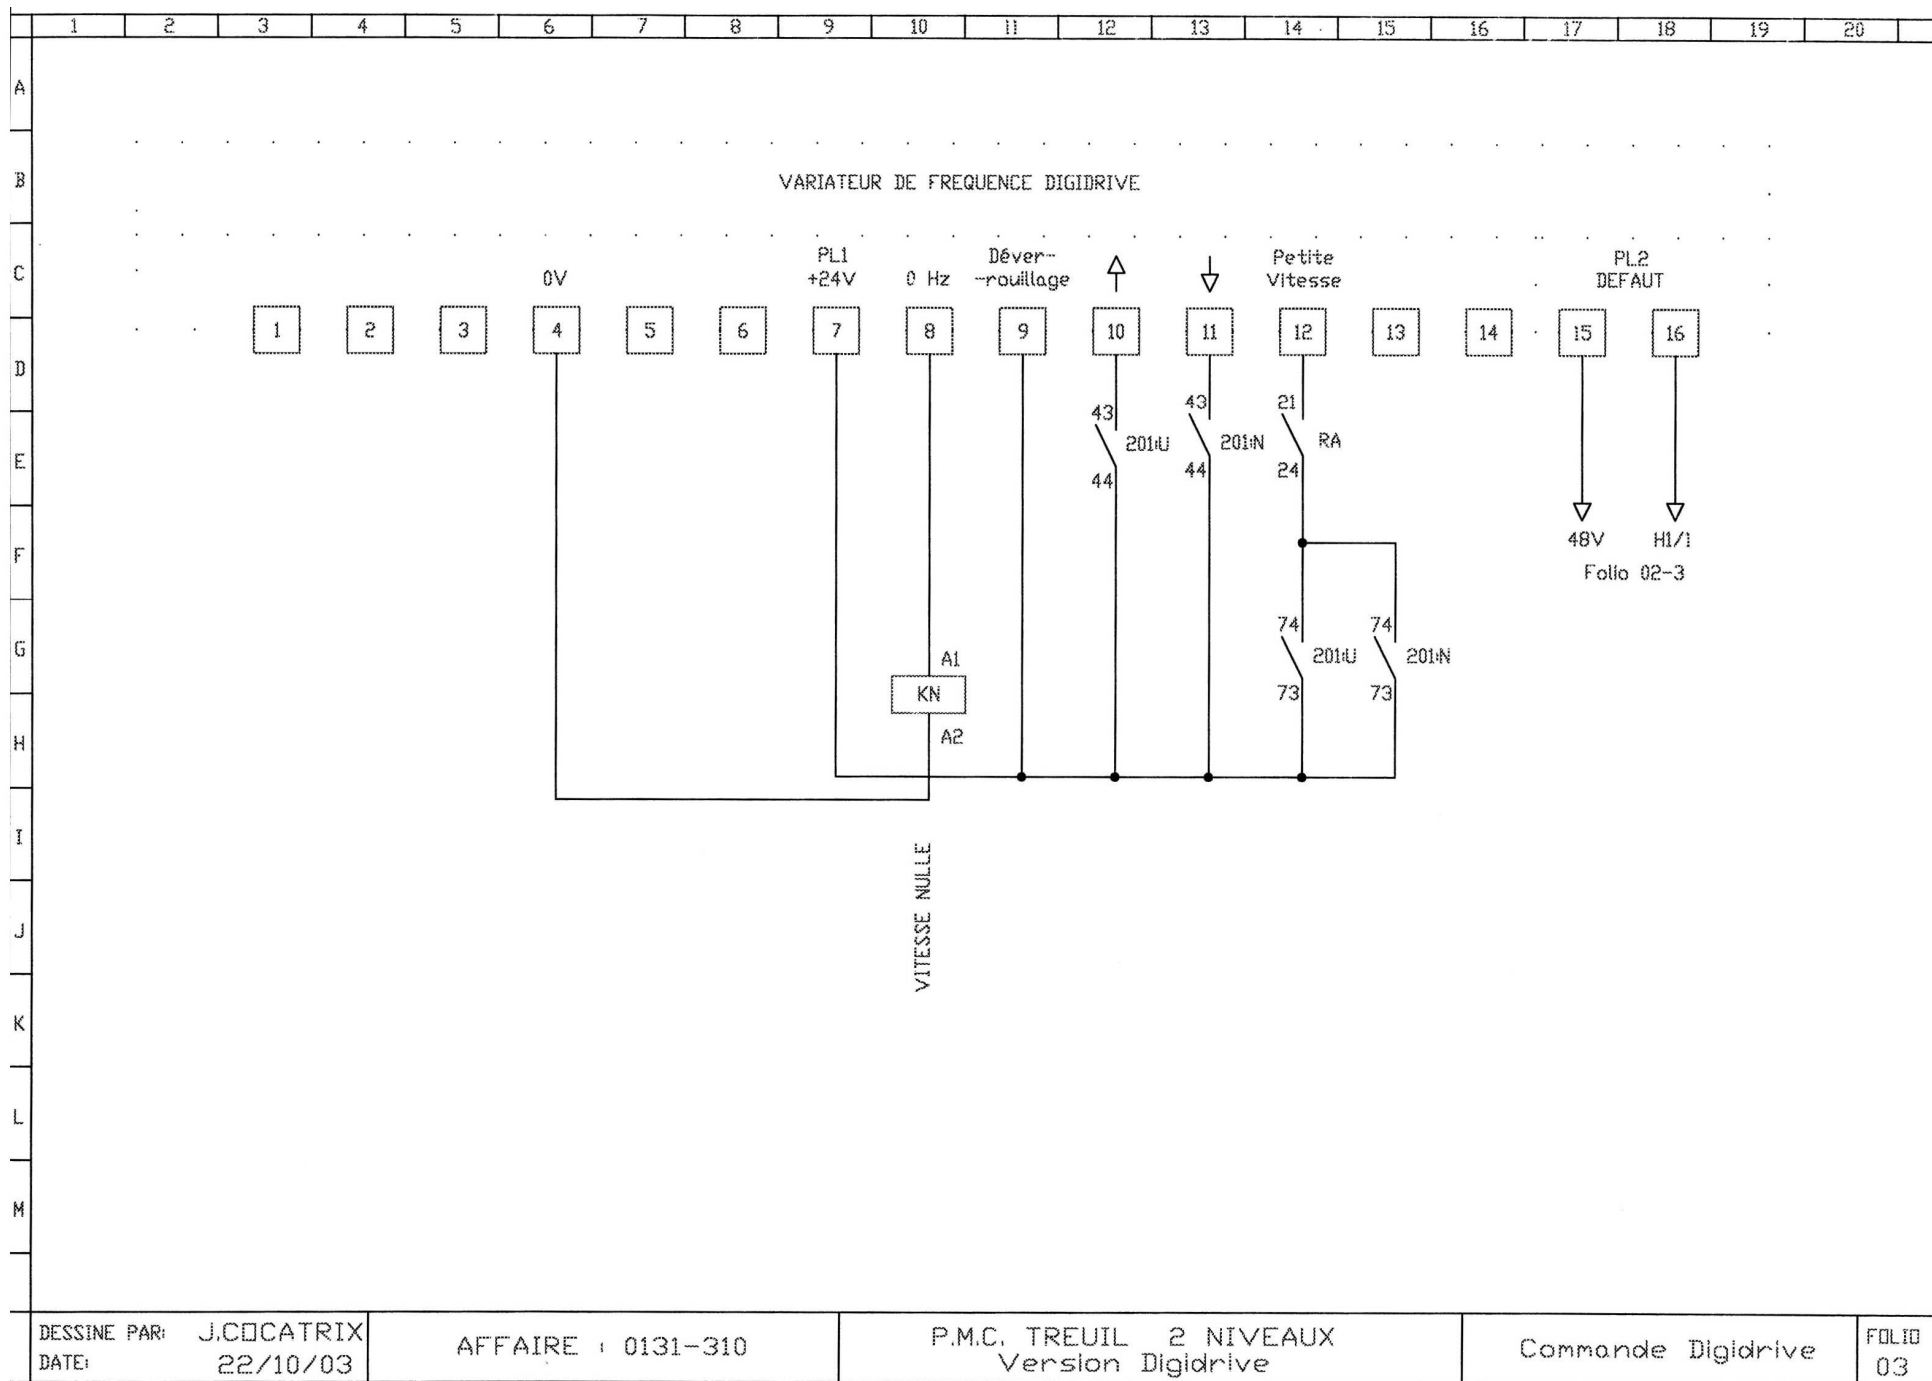 1 2 3 4 5 6 7 8 9 10 11 12 13 14 15 16 17 18 19 20
A
B
VARIATEUR DE FREQUENCE DIGIDRIVE
C
0V
PL1
+24V
0 Hz
Déver-
-rouillage
Petite
Vitesse
PL2
DEFAUT
1 2 3 4 5 6 7 8 9 10 11 12 13 14 15 16
D
43 43 21
201:U 201:N RA
E
44 44 24
48V H1/1
F
Folio 02-3
74 74
G
201:U 201:N
A1
KN
73 73
H
A2
I
VITESSE NULLE
J
K
L
M
DESSINE PAR: J.COCATRIX
DATE: 22/10/03
AFFAIRE : 0131-310
P.M.C. TREUIL 2 NIVEAUX
Version Digidrive
Commande Digidrive
FOLIO
03